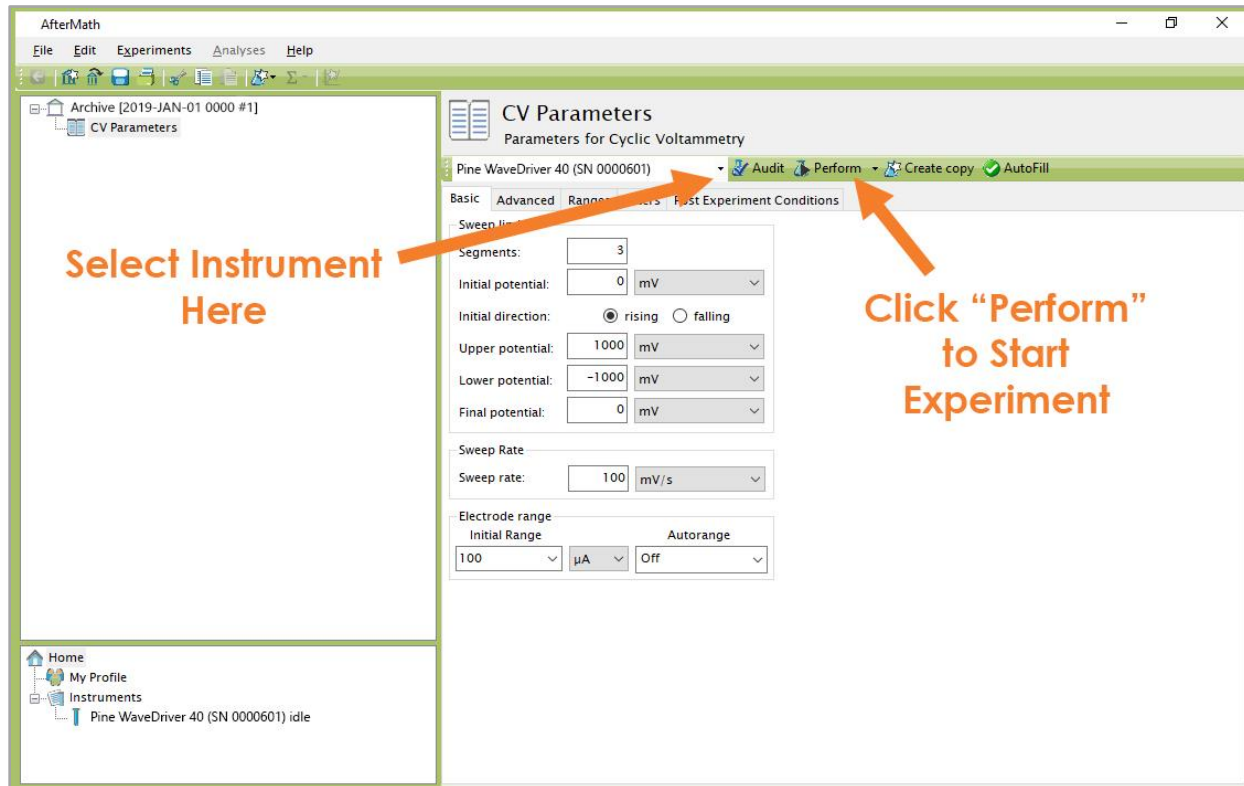 AfterMath
File Edit Experiments Analyses Help
Archive [2019-JAN-01 0000 #1]
CV Parameters
CV Parameters
Parameters for Cyclic Voltammetry
Pine WaveDriver 40 (SN 0000601) Audit Perform Create copy AutoFill
Basic Advanced Post Experiment Conditions
Sweep
Segments: 3
Initial potential: 0 mV
Initial direction: rising falling
Upper potential: 1000 mV
Lower potential: -1000 mV
Final potential: 0 mV
Sweep Rate
Sweep rate: 100 mV/s
Electrode range
Initial Range Autorange
100 µA Off
Select Instrument
Here
Click “Perform”
to Start
Experiment
Home
My Profile
Instruments
Pine WaveDriver 40 (SN 0000601) idle